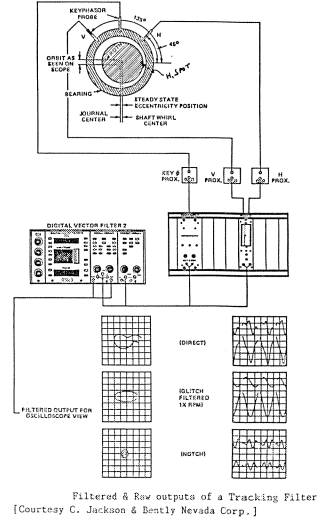 KEYPHASOR
PROBE
135°
V
H
45°
ORBIT AS
SEEN ON
SCOPE
H. SPOT
BEARING
STEADY STATE
ECCENTRICITY POSITION
JOURNAL
CENTER
SHAFT WHIRL
CENTER
KEY φ
PROX.
V
PROX.
H
PROX.
DIGITAL VECTOR FILTER 2
(DIRECT)
(GLITCH
FILTERED
1X RPM)
FILTERED OUTPUT FOR
OSCILLOSCOPE VIEW
(NOTCH)
Filtered & Raw outputs of a Tracking Filter
[Courtesy C. Jackson & Bently Nevada Corp.]